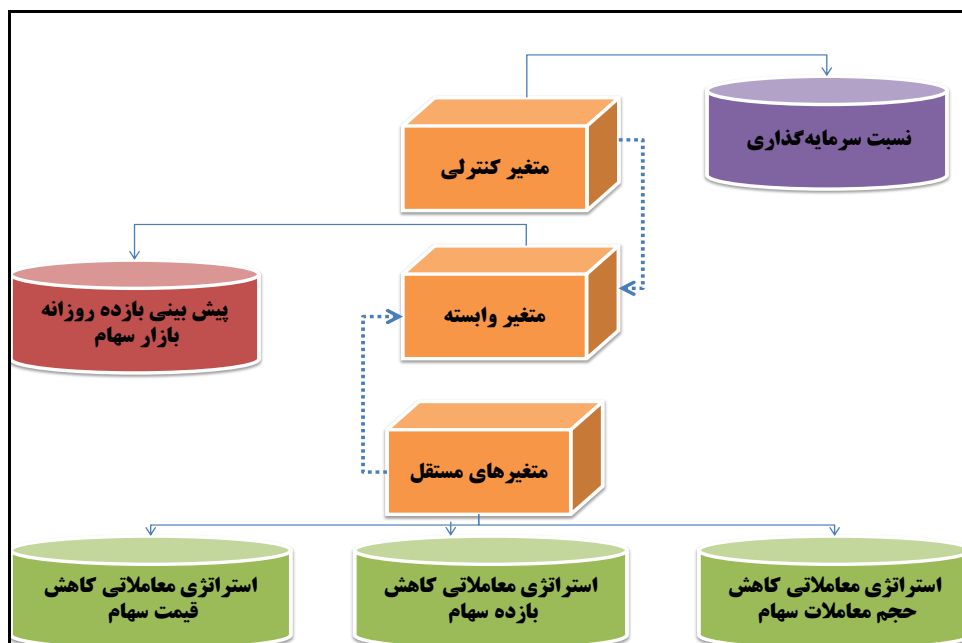 نسبت سرمایه‌گذاری
متغیر کنترلی
متغیر وابسته
پیش بینی بازده روزانه
بازار سهام
متغیرهای مستقل
استراتژی معاملاتی کاهش
حجم معاملات سهام
استراتژی معاملاتی کاهش
بازده سهام
استراتژی معاملاتی کاهش
قیمت سهام